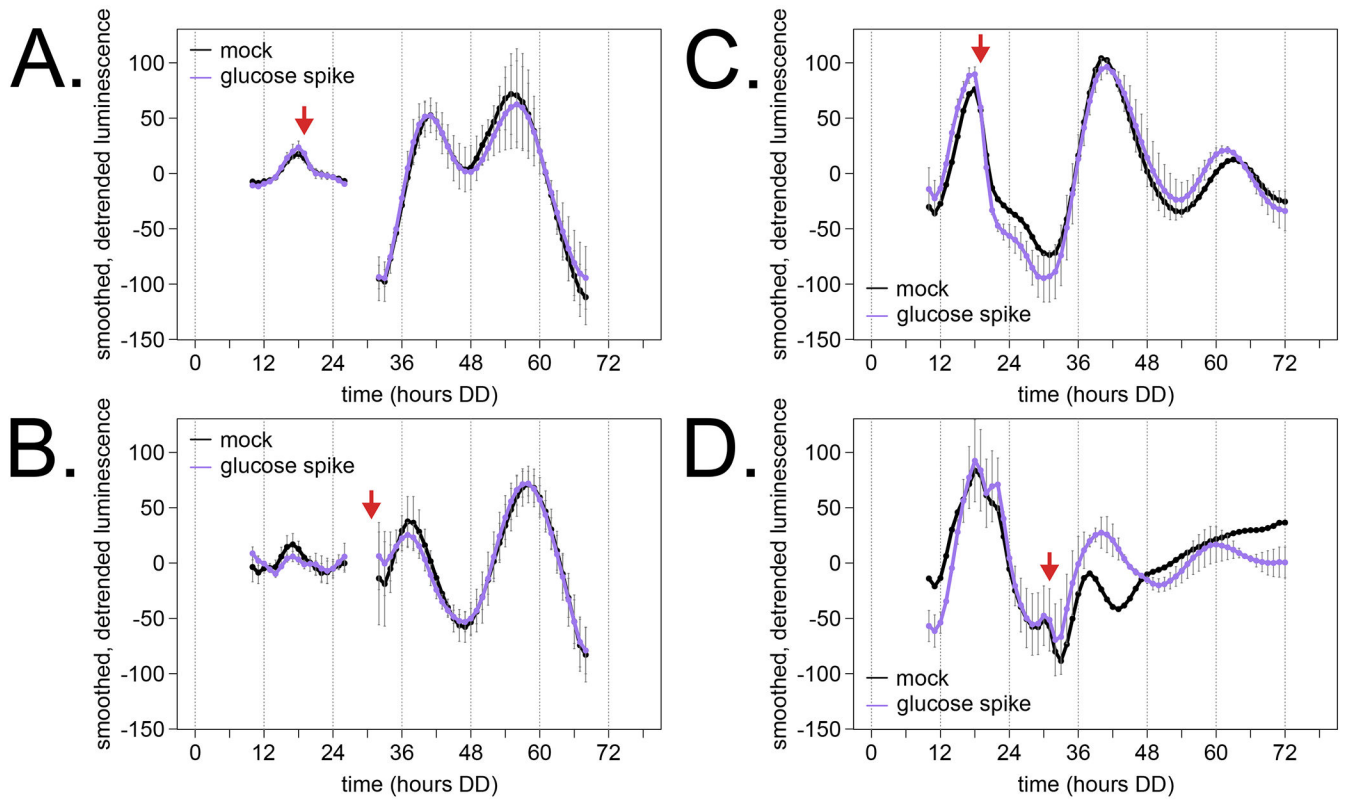 A.
smoothed, detrended luminescence
mock
glucose spike
100
50
0
-50
-100
-150
0 12 24 36 48 60 72
time (hours DD)
C.
smoothed, detrended luminescence
100
50
0
-50
-100
-150
mock
glucose spike
0 12 24 36 48 60 72
time (hours DD)
B.
smoothed, detrended luminescence
mock
glucose spike
100
50
0
-50
-100
-150
0 12 24 36 48 60 72
time (hours DD)
D.
smoothed, detrended luminescence
100
50
0
-50
-100
-150
mock
glucose spike
0 12 24 36 48 60 72
time (hours DD)